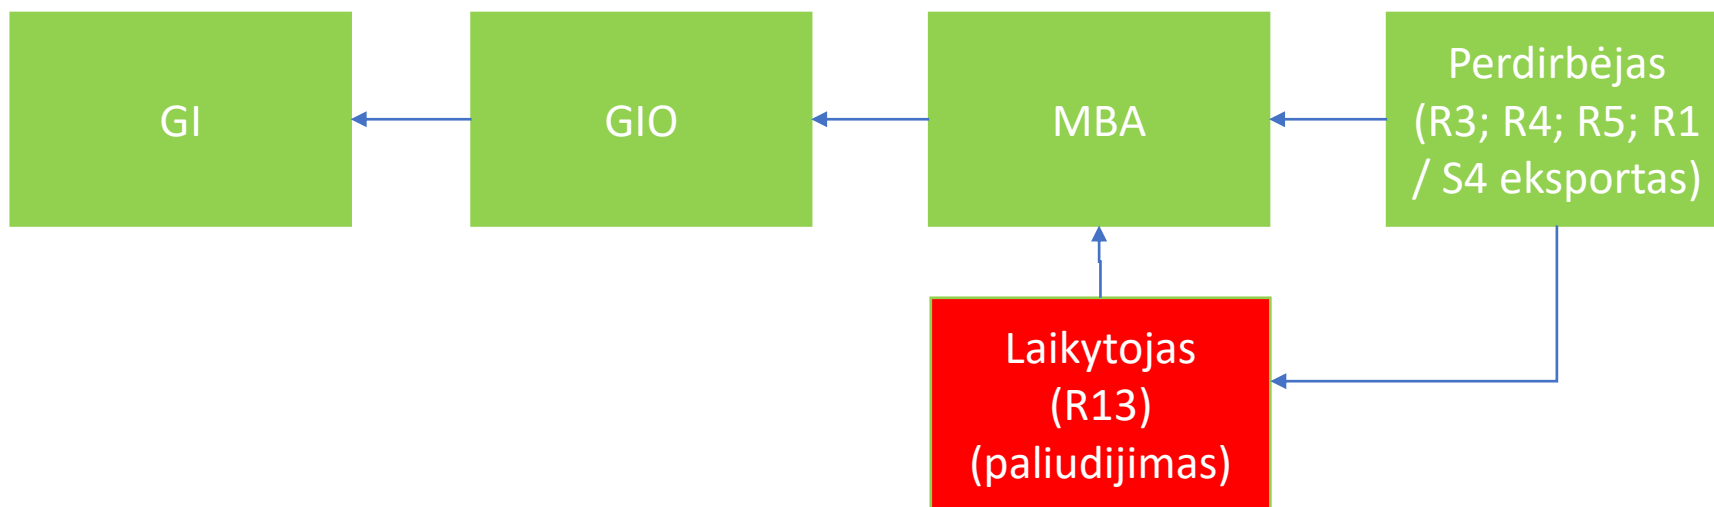 GI
GIO
MBA
Perdirbėjas
(R3; R4; R5; R1
/ S4 eksportas)
Laikytojas
(R13)
(paliudijimas)